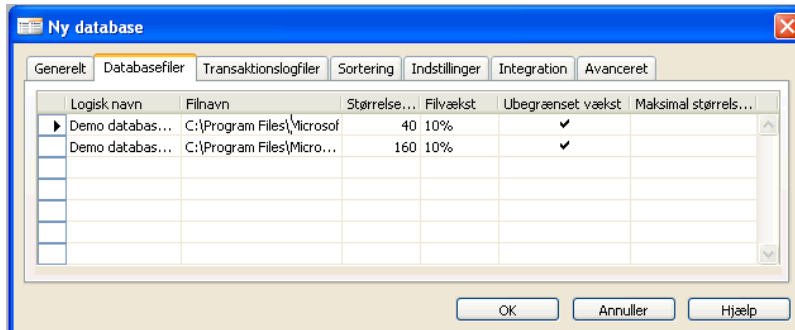 Ny database
Generelt Databasefiler Transaktionslogfiler Sortering Indstillinger Integration Avanceret
Logisk navn Filnavn Størrelse... Filvækst Ubegrænset vækst Maksimal størrels...
Demo databas... C:\Program Files\Microsof 40 10%
Demo databas... C:\Program Files\Micro... 160 10%
OK Annuller Hjælp